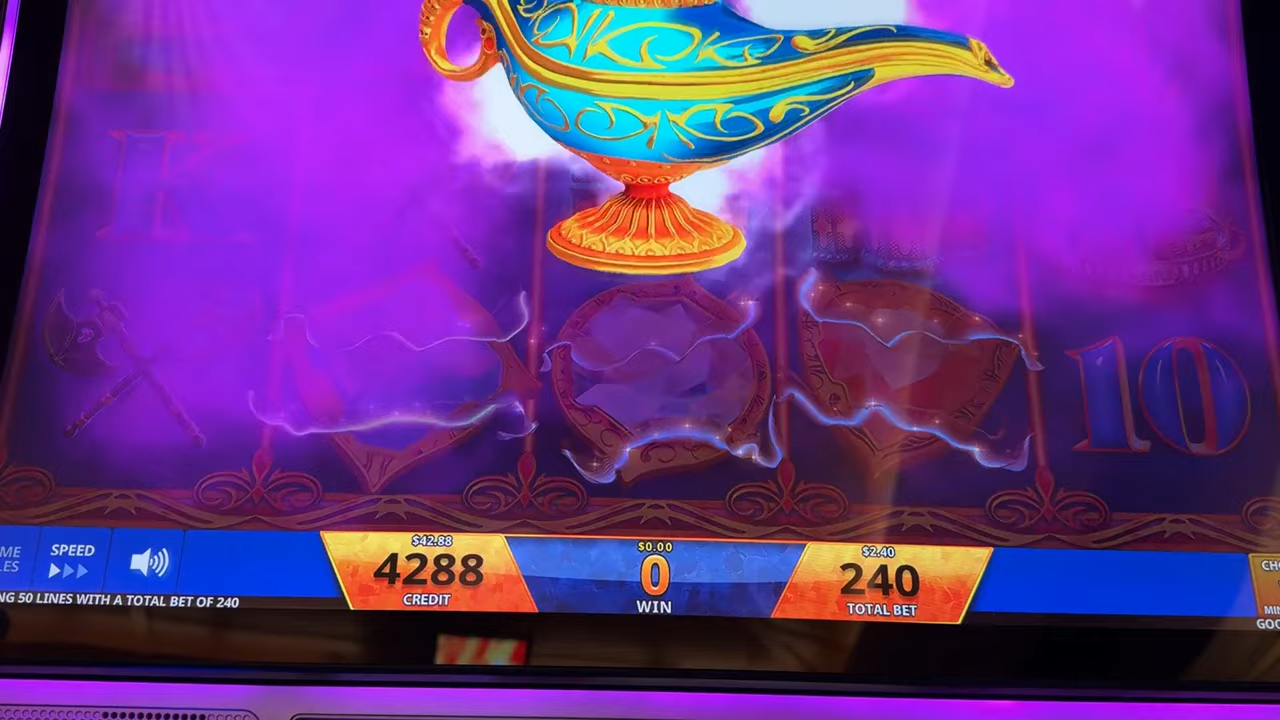 K
10
$42.88
4288
CREDIT
$0.00
0
WIN
$2.40
240
TOTAL BET
SPEED
50 LINES WITH A TOTAL BET OF 240